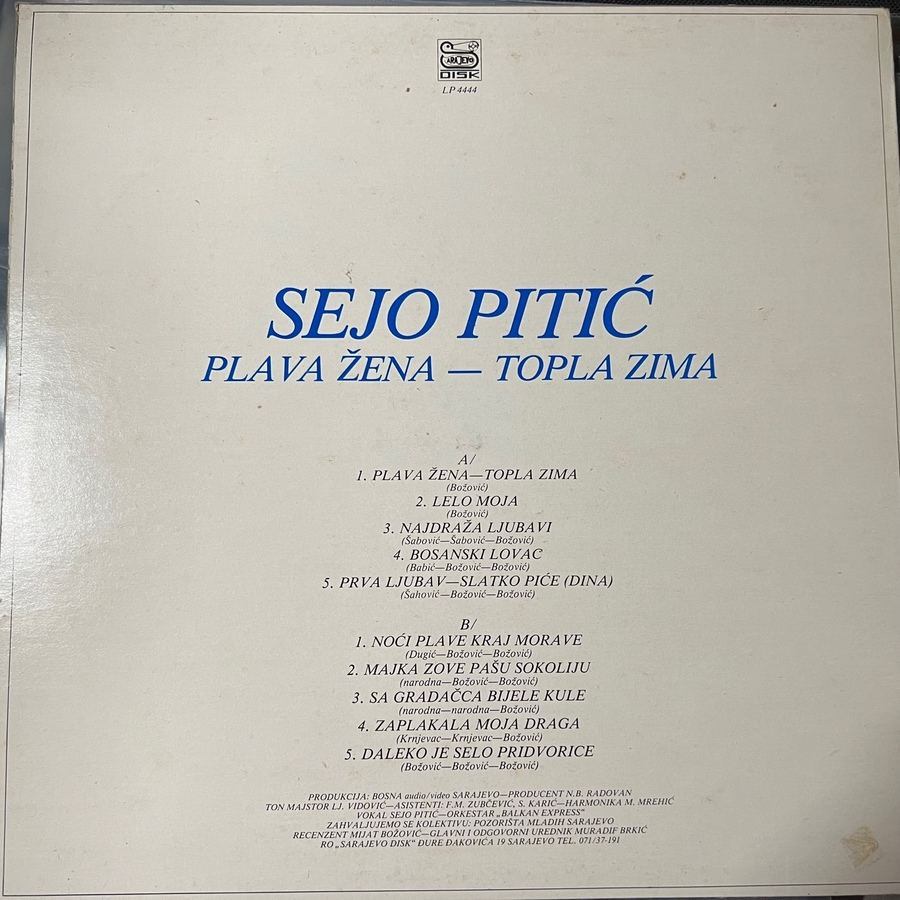 SARAJEVO
DISK
LP 4444
SEJO PITIĆ
PLAVA ŽENA — TOPLA ZIMA
A/
1. PLAVA ŽENA—TOPLA ZIMA
(Božović)
2. LELO MOJA
(Božović)
3. NAJDRAŽA LJUBAVI
(Šabović—Šabović—Božović)
4. BOSANSKI LOVAC
(Babić—Božović—Božović)
5. PRVA LJUBAV—SLATKO PIĆE (DINA)
(Šahović—Božović—Božović)
B/
1. NOĆI PLAVE KRAJ MORAVE
(Dugić—Božović—Božović)
2. MAJKA ZOVE PAŠU SOKOLIJU
(narodna—Božović—Božović)
3. SA GRADAČCA BIJELE KULE
(narodna—narodna—Božović)
4. ZAPLAKALA MOJA DRAGA
(Krnjevac—Krnjevac—Božović)
5. DALEKO JE SELO PRIDVORICE
(Božović—Božović—Božović)
PRODUKCIJA: BOSNA audio/video SARAJEVO—PRODUCENT N.B. RADOVAN
TON MAJSTOR LJ. VIDOVIĆ—ASISTENTI: F.M. ZUBČEVIĆ, S. KARIĆ—HARMONIKA M. MREHIĆ
VOKAL SEJO PITIĆ—ORKESTAR „BALKAN EXPRESS“
ZAHVALJUJEMO SE KOLEKTIVU: POZORIŠTA MLADIH SARAJEVO
RECENZENT MIJAT BOŽOVIĆ—GLAVNI I ODGOVORNI UREDNIK MURADIF BRKIĆ
RO „SARAJEVO DISK“ ĐURE ĐAKOVIĆA 19 SARAJEVO TEL. 071/37-191